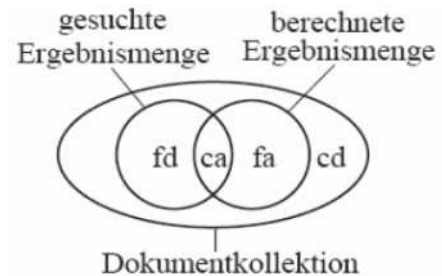 gesuchte
Ergebnismenge
berechnete
Ergebnismenge
fd ca fa cd
Dokumentkollektion